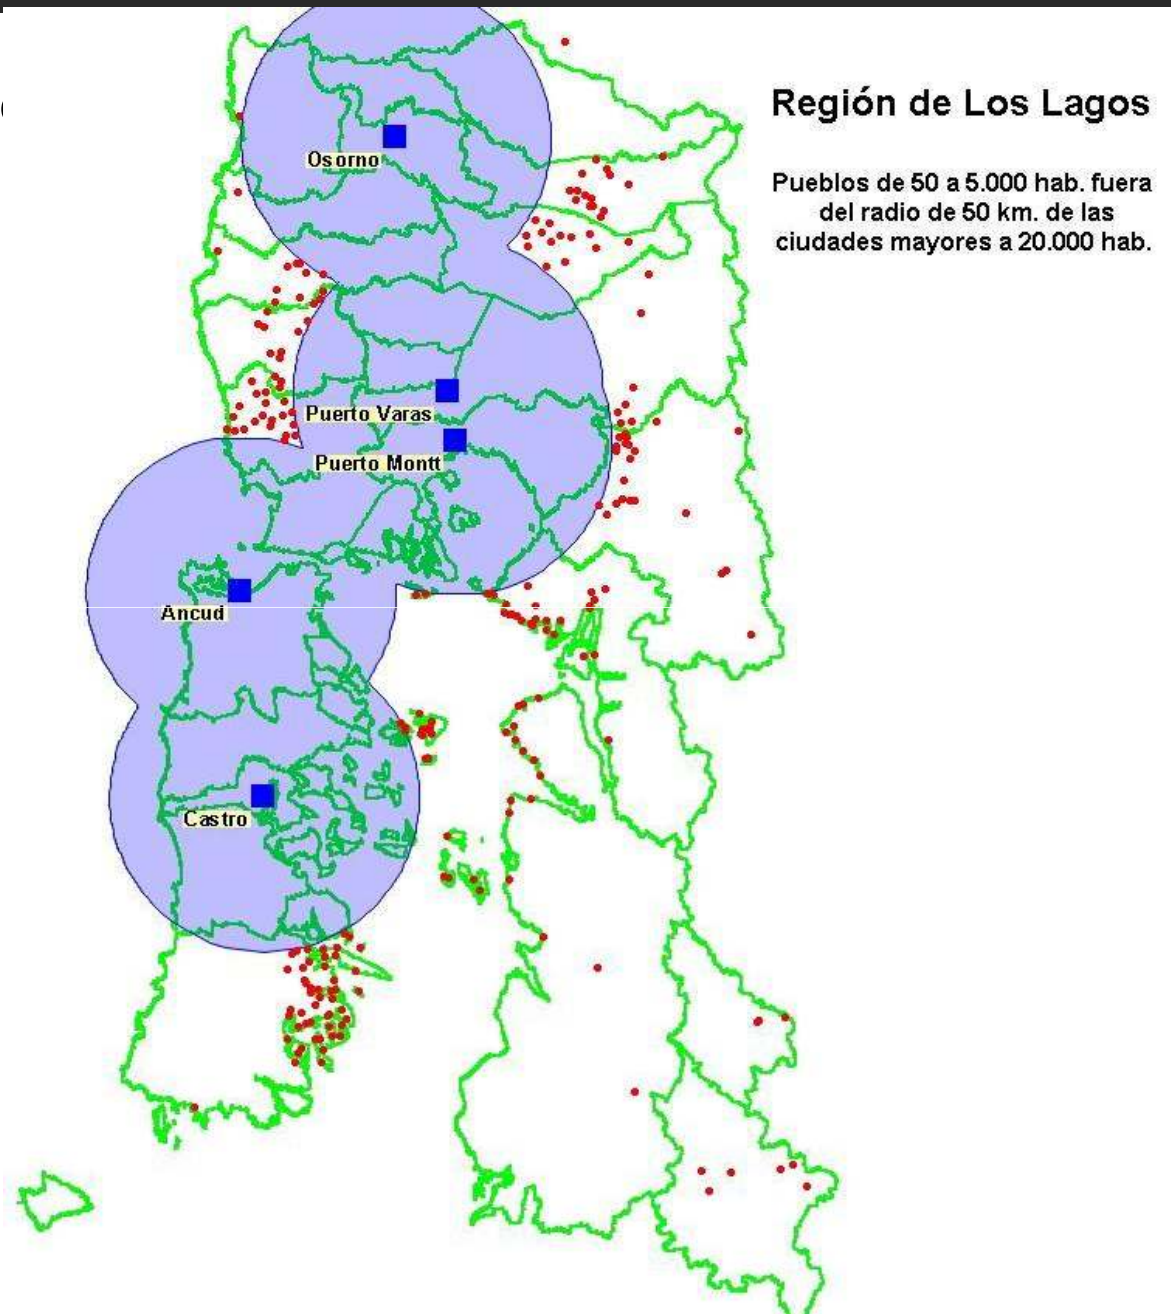 Región de Los Lagos
Pueblos de 50 a 5.000 hab. fuera
del radio de 50 km. de las
ciudades mayores a 20.000 hab.
Osorno
Puerto Varas
Puerto Montt
Ancud
Castro